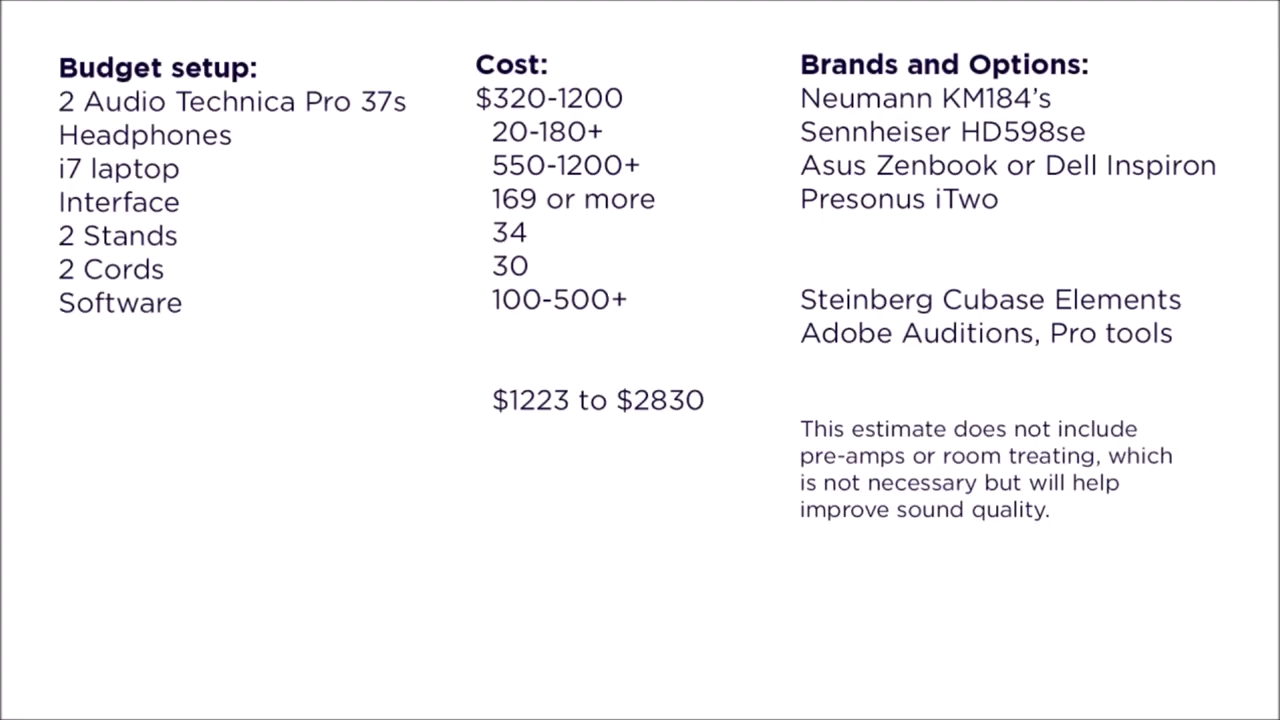 Budget setup:
2 Audio Technica Pro 37s
Headphones
i7 laptop
Interface
2 Stands
2 Cords
Software
Cost:
$320-1200
20-180+
550-1200+
169 or more
34
30
100-500+
$1223 to $2830
Brands and Options:
Neumann KM184’s
Sennheiser HD598se
Asus Zenbook or Dell Inspiron
Presonus iTwo
Steinberg Cubase Elements
Adobe Auditions, Pro tools
This estimate does not include
pre-amps or room treating, which
is not necessary but will help
improve sound quality.